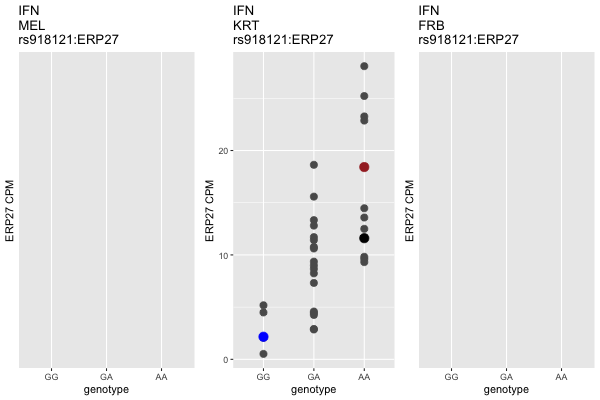 IFN
MEL
rs918121:ERP27
ERP27 CPM
GG GA AA
genotype
IFN
KRT
rs918121:ERP27
ERP27 CPM
20
10
0
GG GA AA
genotype
IFN
FRB
rs918121:ERP27
ERP27 CPM
GG GA AA
genotype